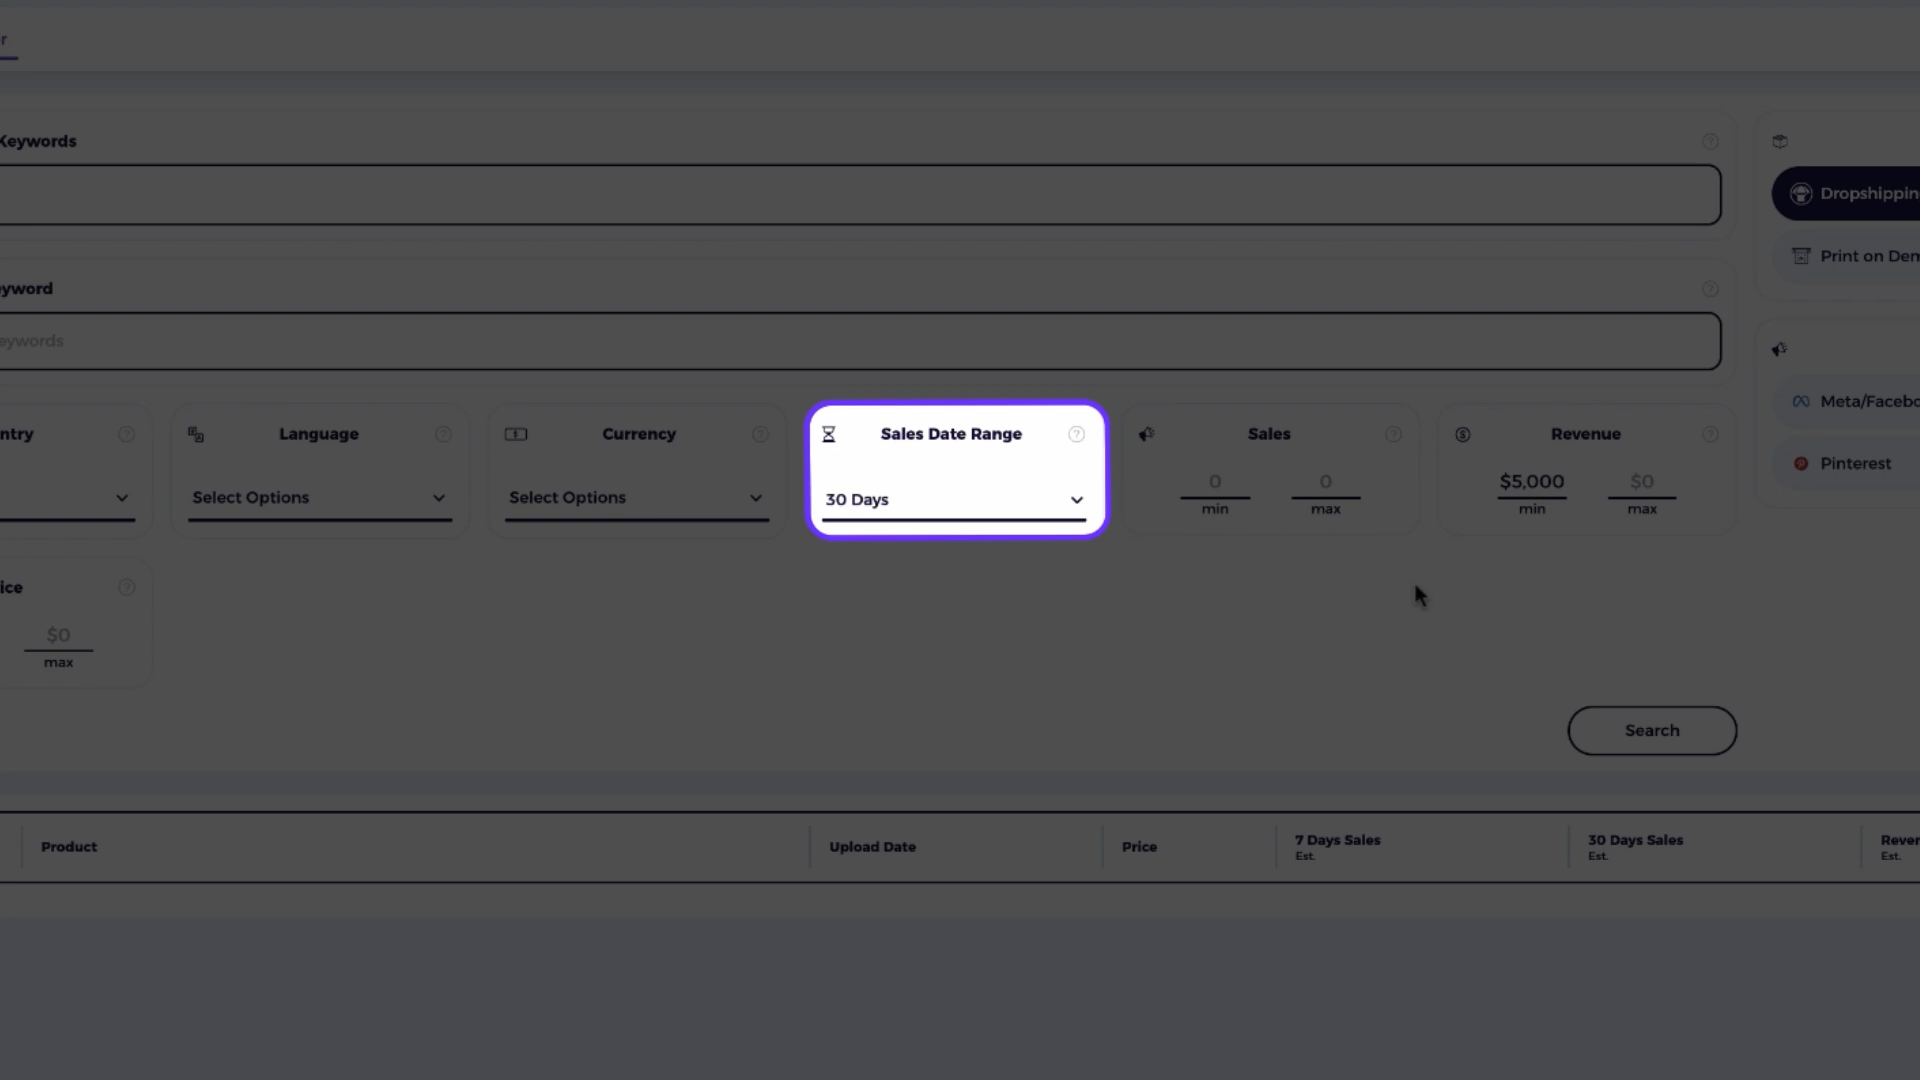 r
Keywords
Dropshippin
Print on Dem
yword
eywords
Meta/Facebo
Pinterest
ntry
Language
Select Options
Currency
Select Options
Sales Date Range
30 Days
Sales
0
min
0
max
Revenue
$5,000
min
$0
max
ice
$0
max
Search
Product
Upload Date
Price
7 Days Sales
Est.
30 Days Sales
Est.
Reven
Est.